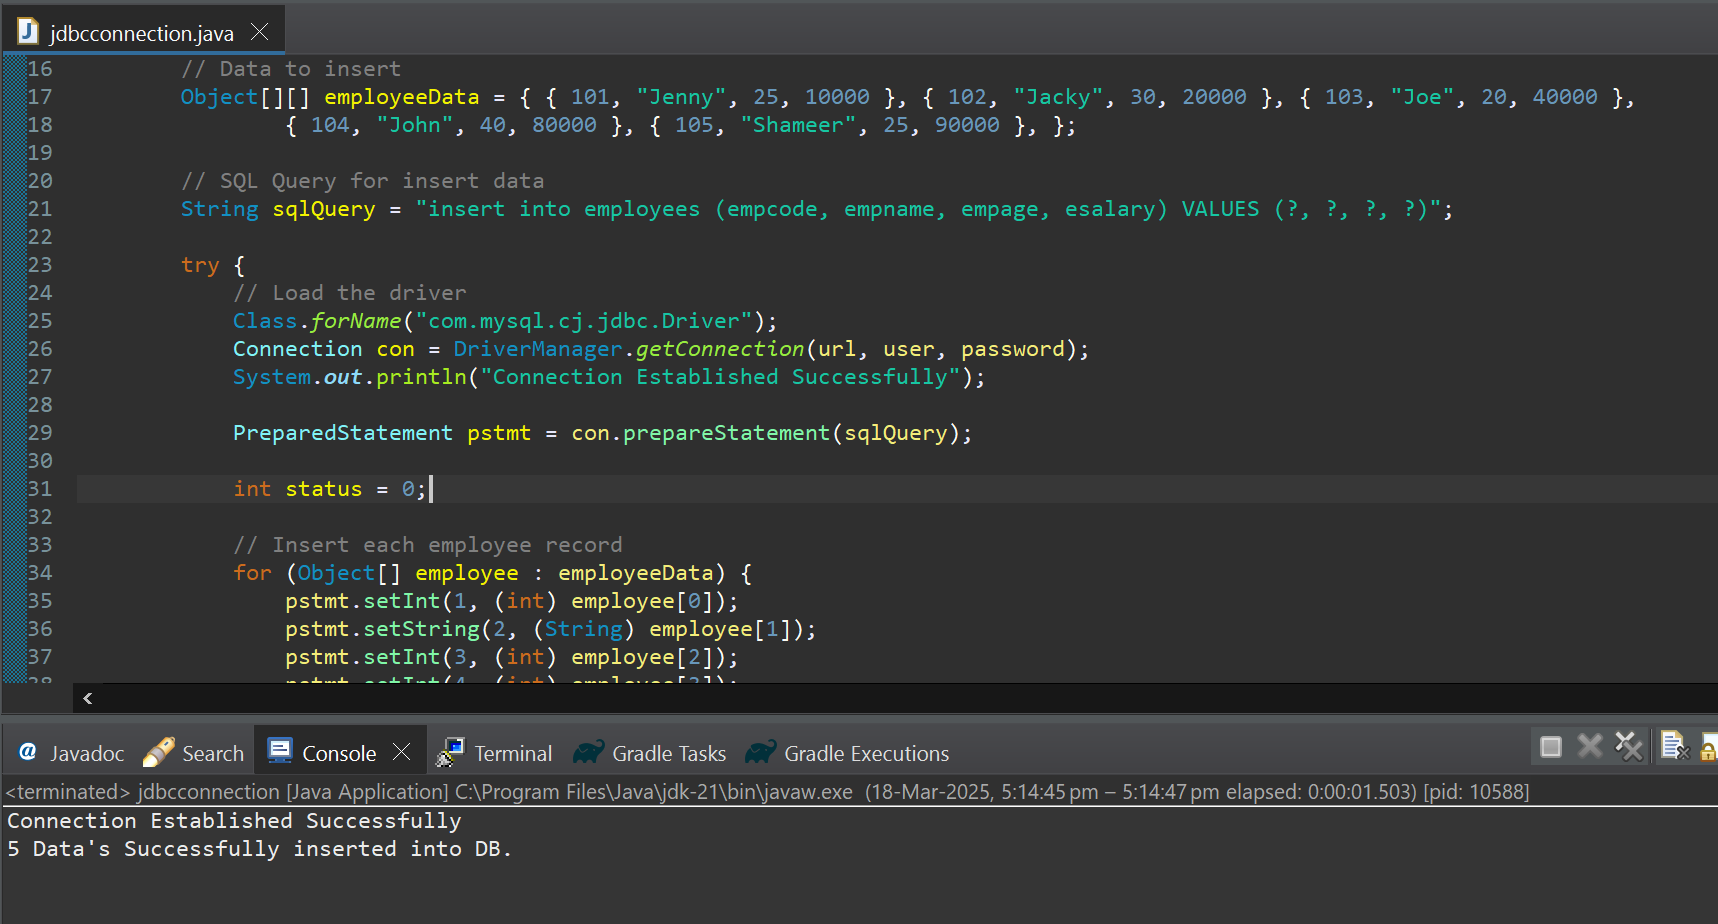 jdbcconnection.java
16 // Data to insert
17 Object[][] employeeData = { { 101, "Jenny", 25, 10000 }, { 102, "Jacky", 30, 20000 }, { 103, "Joe", 20, 40000 },
18 { 104, "John", 40, 80000 }, { 105, "Shameer", 25, 90000 }, };
19
20 // SQL Query for insert data
21 String sqlQuery = "insert into employees (empcode, empname, empage, esalary) VALUES (?, ?, ?, ?)";
22
23 try {
24 // Load the driver
25 Class.forName("com.mysql.cj.jdbc.Driver");
26 Connection con = DriverManager.getConnection(url, user, password);
27 System.out.println("Connection Established Successfully");
28
29 PreparedStatement pstmt = con.prepareStatement(sqlQuery);
30
31 int status = 0;
32
33 // Insert each employee record
34 for (Object[] employee : employeeData) {
35 pstmt.setInt(1, (int) employee[0]);
36 pstmt.setString(2, (String) employee[1]);
37 pstmt.setInt(3, (int) employee[2]);
38 pstmt.setInt(4, (int) employee[3]);
@ Javadoc Search Console Terminal Gradle Tasks Gradle Executions
<terminated> jdbcconnection [Java Application] C:\Program Files\Java\jdk-21\bin\javaw.exe (18-Mar-2025, 5:14:45 pm – 5:14:47 pm elapsed: 0:00:01.503) [pid: 10588]
Connection Established Successfully
5 Data's Successfully inserted into DB.